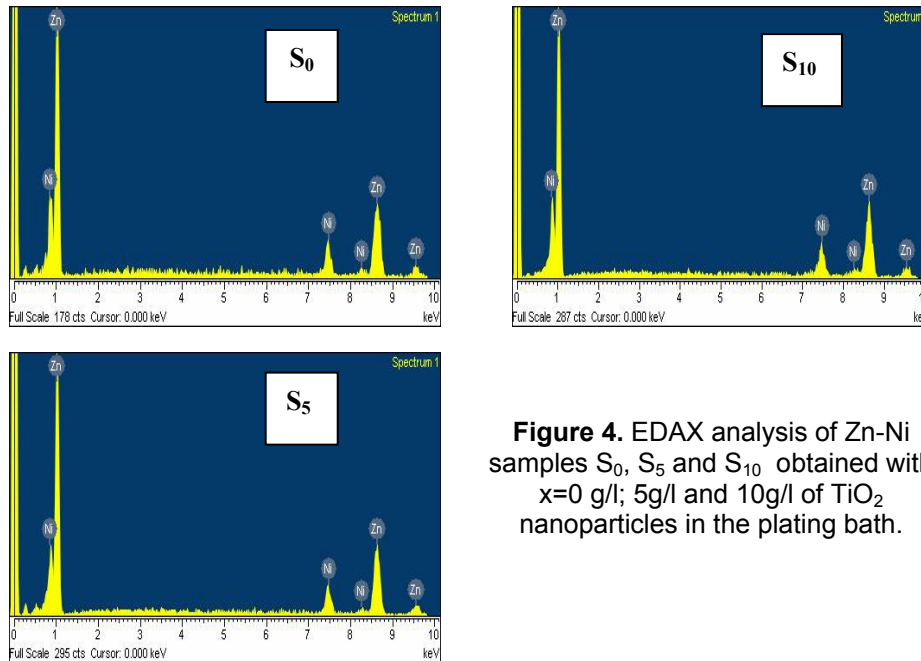 Spectrum 1
Zn
S0
Ni
Zn
Ni
Ni
Zn
0 1 2 3 4 5 6 7 8 9 10
Full Scale 178 cts Cursor: 0.000 keV keV
Spectrum
Zn
S10
Ni
Zn
Ni
Ni
Zn
0 1 2 3 4 5 6 7 8 9 1
Full Scale 287 cts Cursor: 0.000 keV ke
Spectrum 1
Zn
S5
Ni
Zn
Ni
Ni
Zn
0 1 2 3 4 5 6 7 8 9 10
Full Scale 295 cts Cursor: 0.000 keV keV
Figure 4. EDAX analysis of Zn-Ni
samples S0, S5 and S10 obtained with
x=0 g/l; 5g/l and 10g/l of TiO2
nanoparticles in the plating bath.